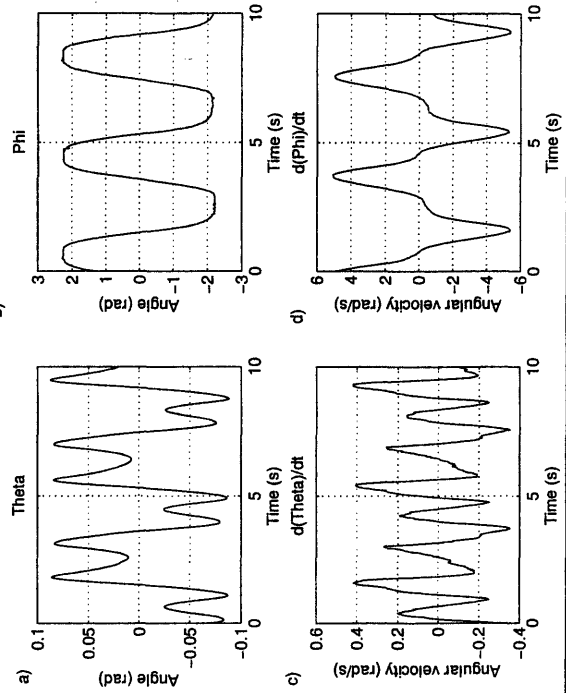 a)
Theta
0.1
0.05
0
-0.05
-0.1
Angle (rad)
0
5
10
Time (s)
Phi
3
2
1
0
-1
-2
-3
Angle (rad)
0
5
10
Time (s)
c)
d(Theta)/dt
0.6
0.4
0.2
0
-0.2
-0.4
Angular velocity (rad/s)
0
5
10
Time (s)
d)
d(Phi)/dt
6
4
2
0
-2
-4
-6
Angular velocity (rad/s)
0
5
10
Time (s)